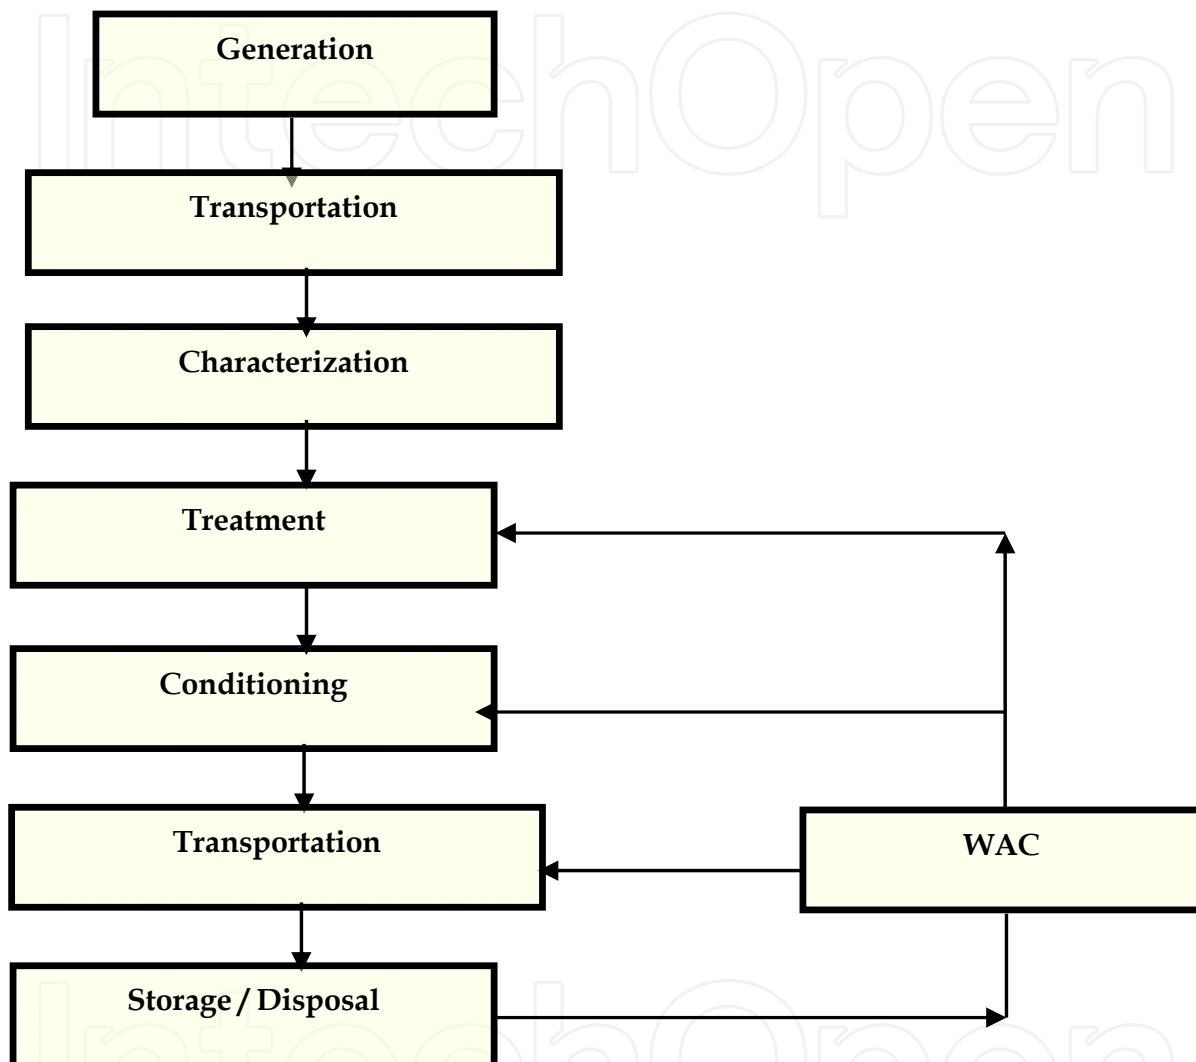 IntechOpen
Generation
Transportation
Characterization
Treatment
Conditioning
Transportation
WAC
Storage / Disposal
IntechOpen